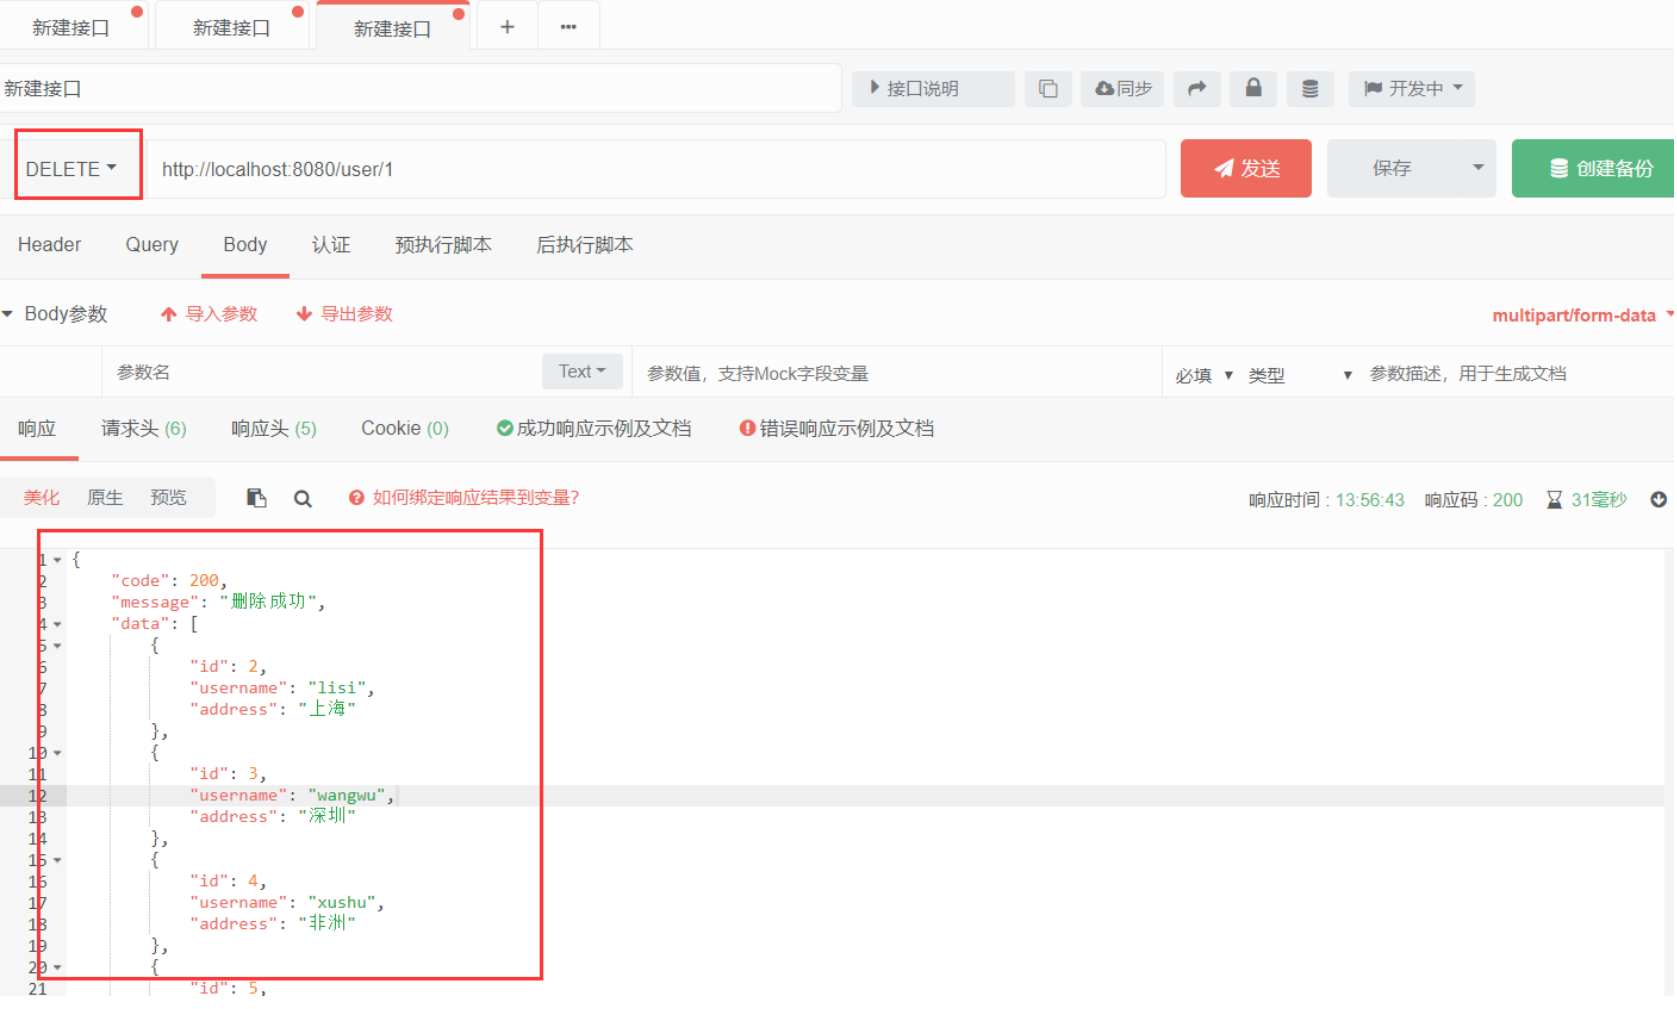 新建接口 新建接口 新建接口 + ···
新建接口 接口说明 同步 开发中
DELETE http://localhost:8080/user/1 发送 保存 创建备份
Header Query Body 认证 预执行脚本 后执行脚本
Body参数 导入参数 导出参数 multipart/form-data
参数名 Text 参数值，支持Mock字段变量 必填 类型 参数描述，用于生成文档
响应 请求头 (6) 响应头 (5) Cookie (0) 成功响应示例及文档 错误响应示例及文档
美化 原生 预览 如何绑定响应结果到变量? 响应时间 : 13:56:43 响应码 : 200 31毫秒
1 {
2 "code": 200,
3 "message": "删除成功",
4 "data": [
5 {
6 "id": 2,
7 "username": "lisi",
8 "address": "上海"
9 },
10 {
11 "id": 3,
12 "username": "wangwu",
13 "address": "深圳"
14 },
15 {
16 "id": 4,
17 "username": "xushu",
18 "address": "非洲"
19 },
20 {
21 "id": 5,